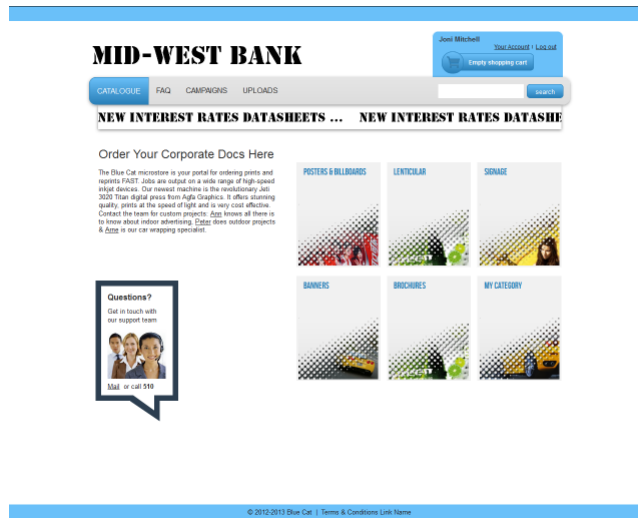 Joni Mitchell
Your Account | Log out
MID-WEST BANK
Empty shopping cart
CATALOGUE FAQ CAMPAIGNS UPLOADS
search
NEW INTEREST RATES DATASHEETS ... NEW INTEREST RATES DATASHE
Order Your Corporate Docs Here
The Blue Cat microstore is your portal for ordering prints and
reprints FAST. Jobs are output on a wide range of high-speed
inkjet devices. Our newest machine is the revolutionary Jeti
3020 Titan digital press from Agfa Graphics. It offers stunning
quality, prints at the speed of light and is very cost effective.
Contact the team for custom projects: Ann knows all there is
to know about indoor advertising, Peter does outdoor projects
& Arne is our car wrapping specialist.
POSTERS & BILLBOARDS LENTICULAR SIGNAGE
BANNERS BROCHURES MY CATEGORY
Questions?
Get in touch with
our support team
Mail or call 510
© 2012-2013 Blue Cat | Terms & Conditions Link Name